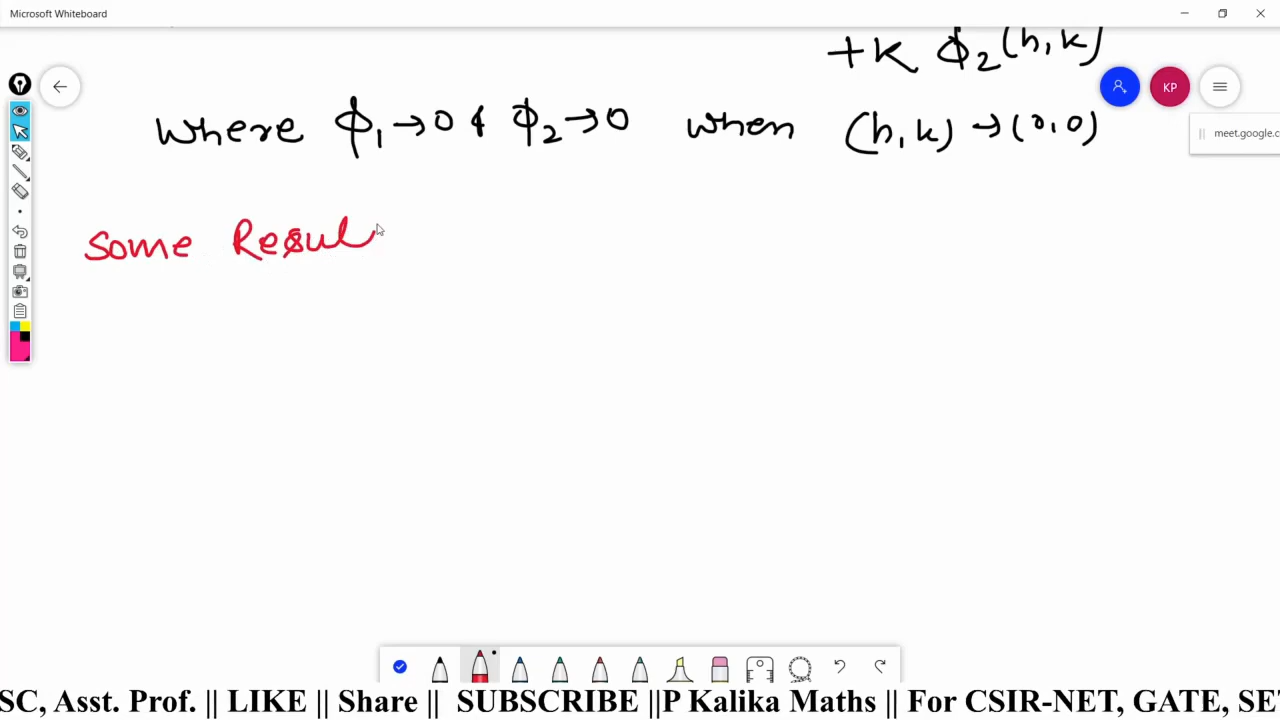 Microsoft Whiteboard
+k ϕ₂(h,k)
KP
where ϕ₁→0 & ϕ₂→0 when (h,k)→(0,0)
meet.google.c
Some Resul
SC, Asst. Prof. || LIKE || Share || SUBSCRIBE ||P Kalika Maths || For CSIR-NET, GATE, SE